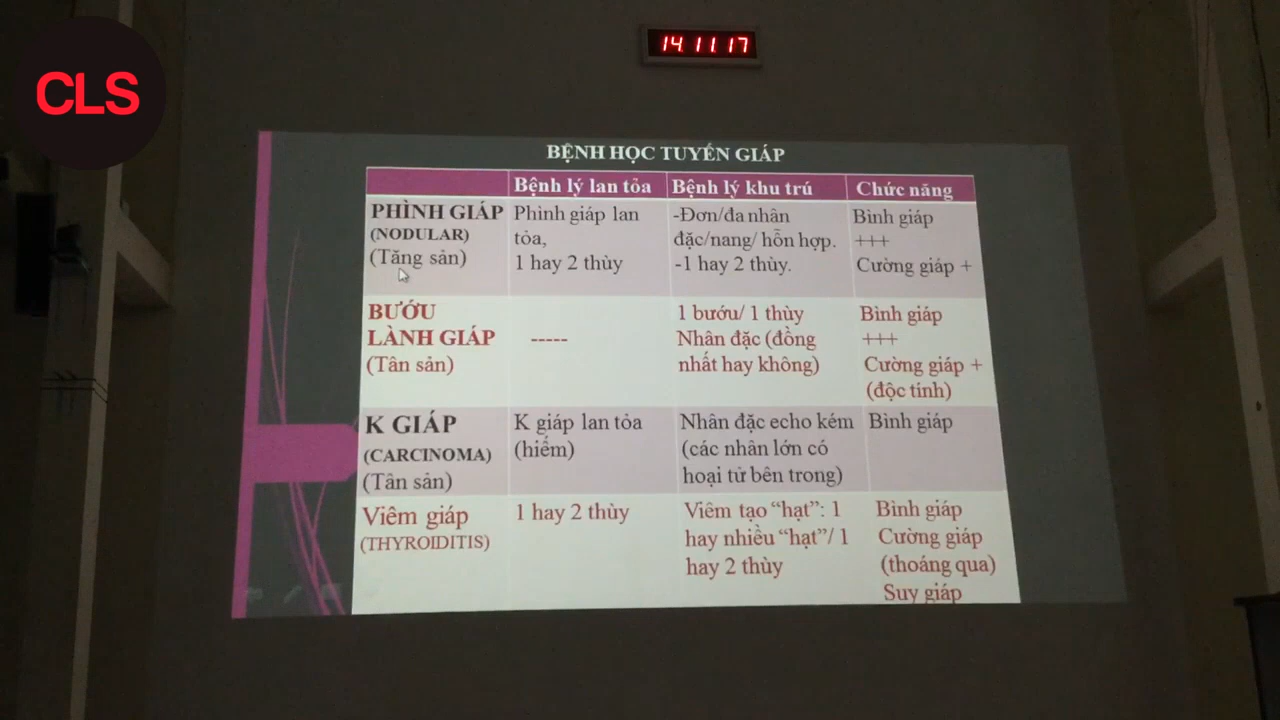 CLS
14.11.17
BỆNH HỌC TUYẾN GIÁP
Bệnh lý lan tỏa
Bệnh lý khu trú
Chức năng
PHÌNH GIÁP
(NODULAR)
(Tăng sản)
Phình giáp lan
tỏa,
1 hay 2 thùy
-Đơn/đa nhân
đặc/nang/ hỗn hợp.
-1 hay 2 thùy.
Bình giáp
+++
Cường giáp +
BƯỚU
LÀNH GIÁP
(Tân sản)
-----
1 bướu/ 1 thùy
Nhân đặc (đồng
nhất hay không)
Bình giáp
+++
Cường giáp +
(độc tính)
K GIÁP
(CARCINOMA)
(Tân sản)
K giáp lan tỏa
(hiếm)
Nhân đặc echo kém
(các nhân lớn có
hoại tử bên trong)
Bình giáp
Viêm giáp
(THYROIDITIS)
1 hay 2 thùy
Viêm tạo “hạt”: 1
hay nhiều “hạt”/ 1
hay 2 thùy
Bình giáp
Cường giáp
(thoáng qua)
Suy giáp